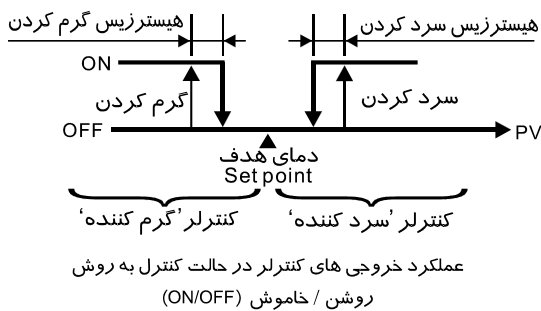 هیسترزیس گرم کردن
هیسترزیس سرد کردن
ON
گرم کردن
سرد کردن
OFF
PV
دمای هدف
Set point
کنترلر ’گرم کننده‘
کنترلر ’سرد کننده‘
عملکرد خروجی های کنترلر در حالت کنترل به روش
روشن / خاموش (ON/OFF)